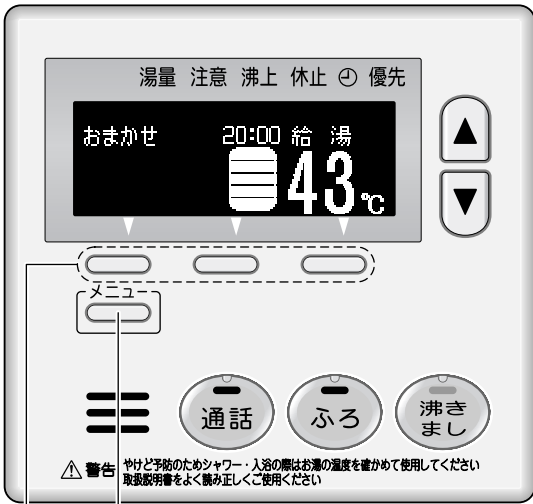 湯量 注意 沸上 休止 優先
おまかせ 20:00 給 湯
43℃
メニュー
通話 ふろ 沸き
まし
警告 やけど予防のためシャワー・入浴の際はお湯の温度を確かめて使用してください
取扱説明書をよく読み正しくご使用ください